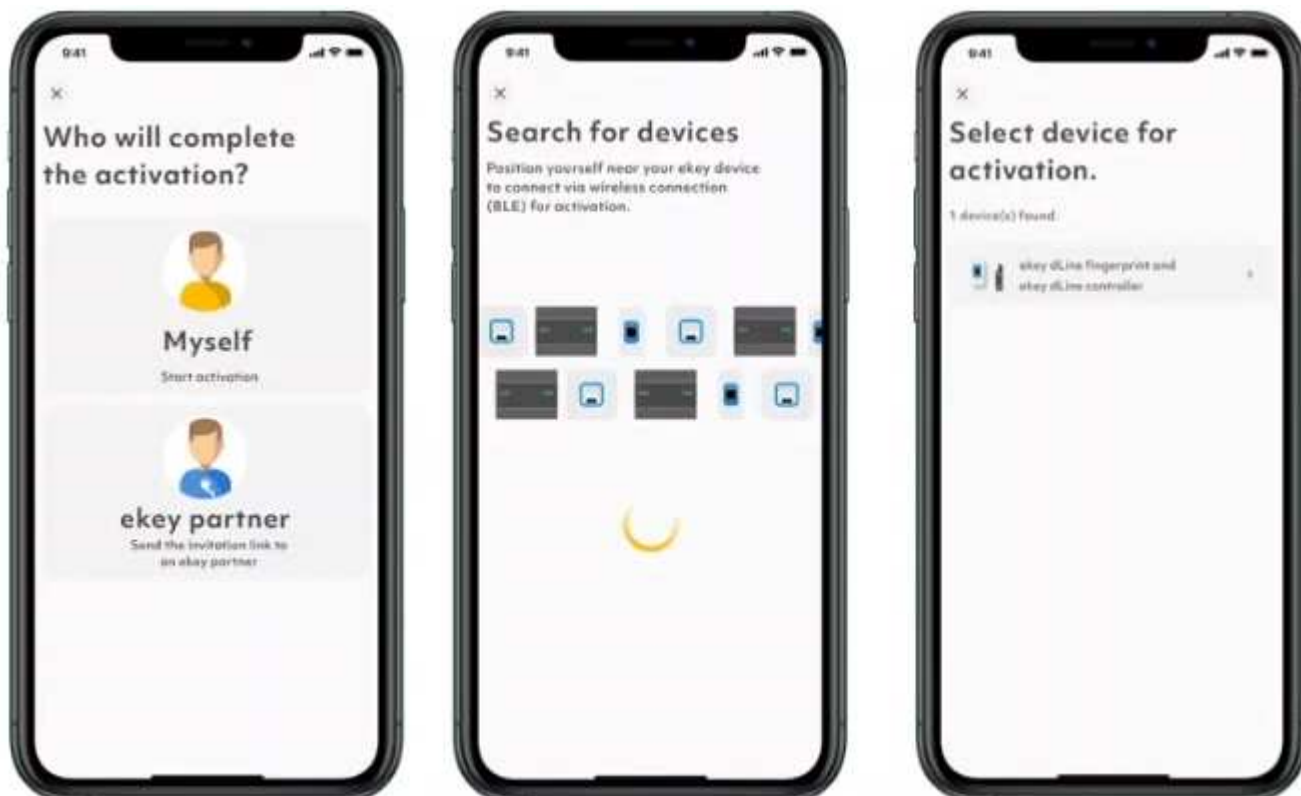 9:41
Who will complete
the activation?
Myself
Start activation
ekey partner
Send the invitation link to
an ekey partner
9:41
Search for devices
Position yourself near your ekey device
to connect via wireless connection
(BLE) for activation.
9:41
Select device for
activation.
1 device(s) found
ekey dLine fingerprint and
ekey dLine controller